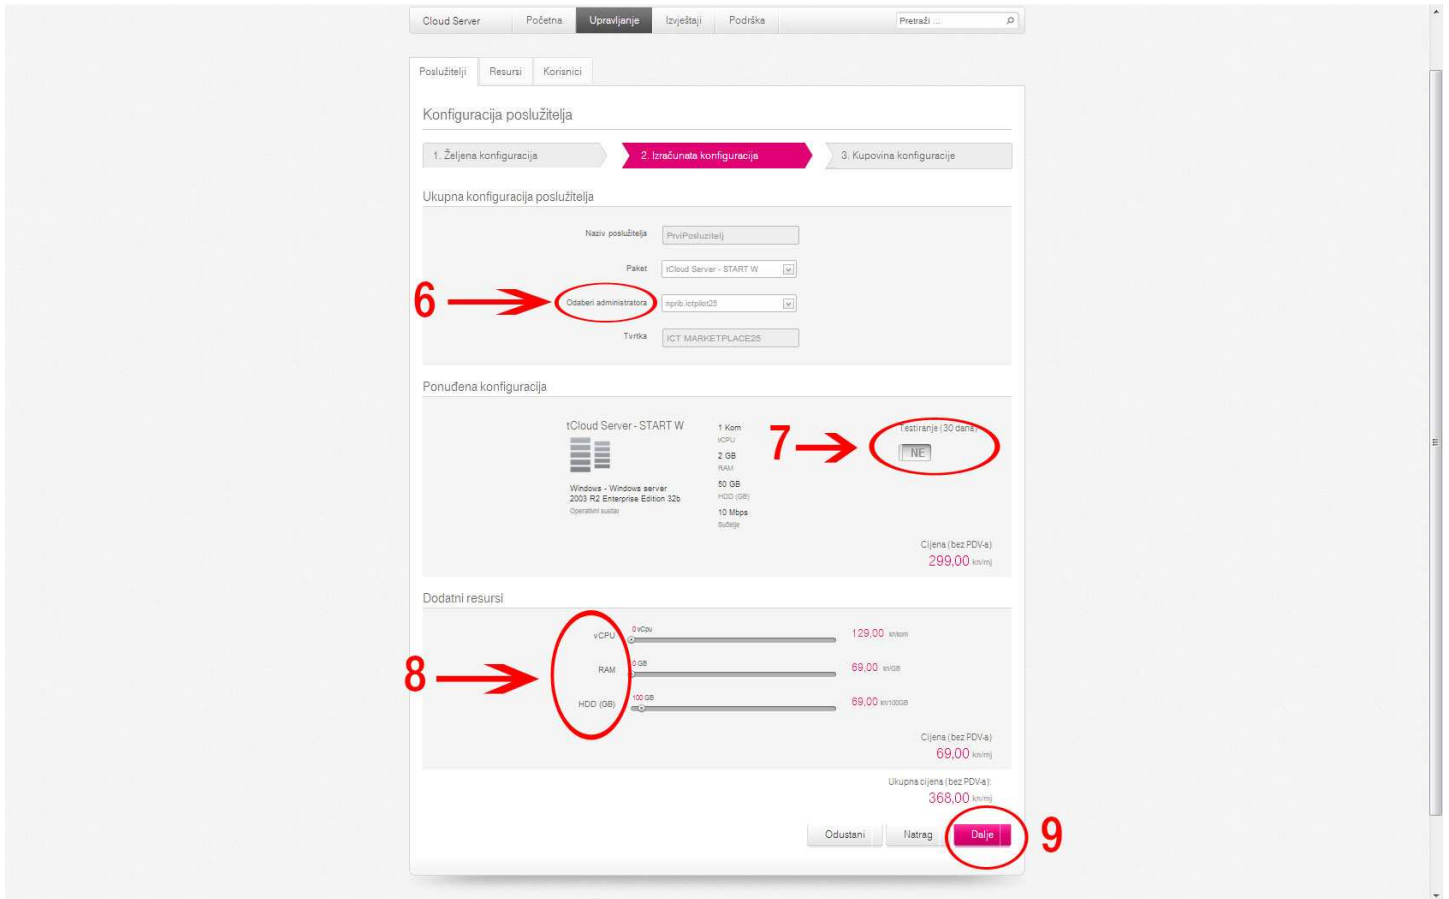 Cloud Server Početna Upravljanje Izvještaji Podrška Pretraži ...
Poslužitelji Resursi Korisnici
Konfiguracija poslužitelja
1. Željena konfiguracija 2. Izračunata konfiguracija 3. Kupovina konfiguracije
Ukupna konfiguracija poslužitelja
Naziv poslužitelja PrviPosluzitelj
Paket tCloud Server - START W
6 Odaberi administratora nprib.ictpilot25
Tvrtka ICT MARKETPLACE25
Ponuđena konfiguracija
tCloud Server - START W
Windows - Windows server
2003 R2 Enterprise Edition 32b
Operativni sustav
1 Kom
vCPU
2 GB
RAM
50 GB
HDD (GB)
10 Mbps
Sučelje
7
Testiranje (30 dana)
NE
Cijena (bez PDV-a)
299,00 kn/mj
Dodatni resursi
8
vCPU 0 vCpu 129,00 kn/kom
RAM 0 GB 69,00 kn/GB
HDD (GB) 100 GB 69,00 kn/100GB
Cijena (bez PDV-a)
69,00 kn/mj
Ukupna cijena (bez PDV-a):
368,00 kn/mj
Odustani Natrag Dalje 9